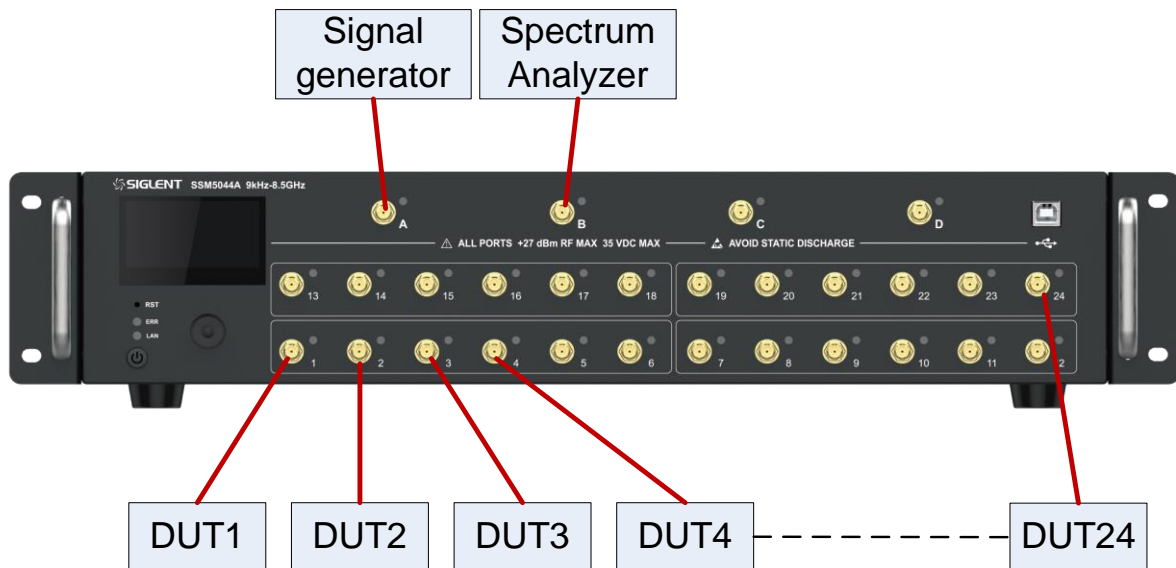 Signal
generator
Spectrum
Analyzer
SIGLENT SSM5044A 9kHz-8.5GHz
A
B
C
D
ALL PORTS +27 dBm RF MAX 35 VDC MAX
AVOID STATIC DISCHARGE
13
14
15
16
17
18
19
20
21
22
23
24
RST
ERR
LAN
1
2
3
4
5
6
7
8
9
10
11
2
DUT1
DUT2
DUT3
DUT4
DUT24